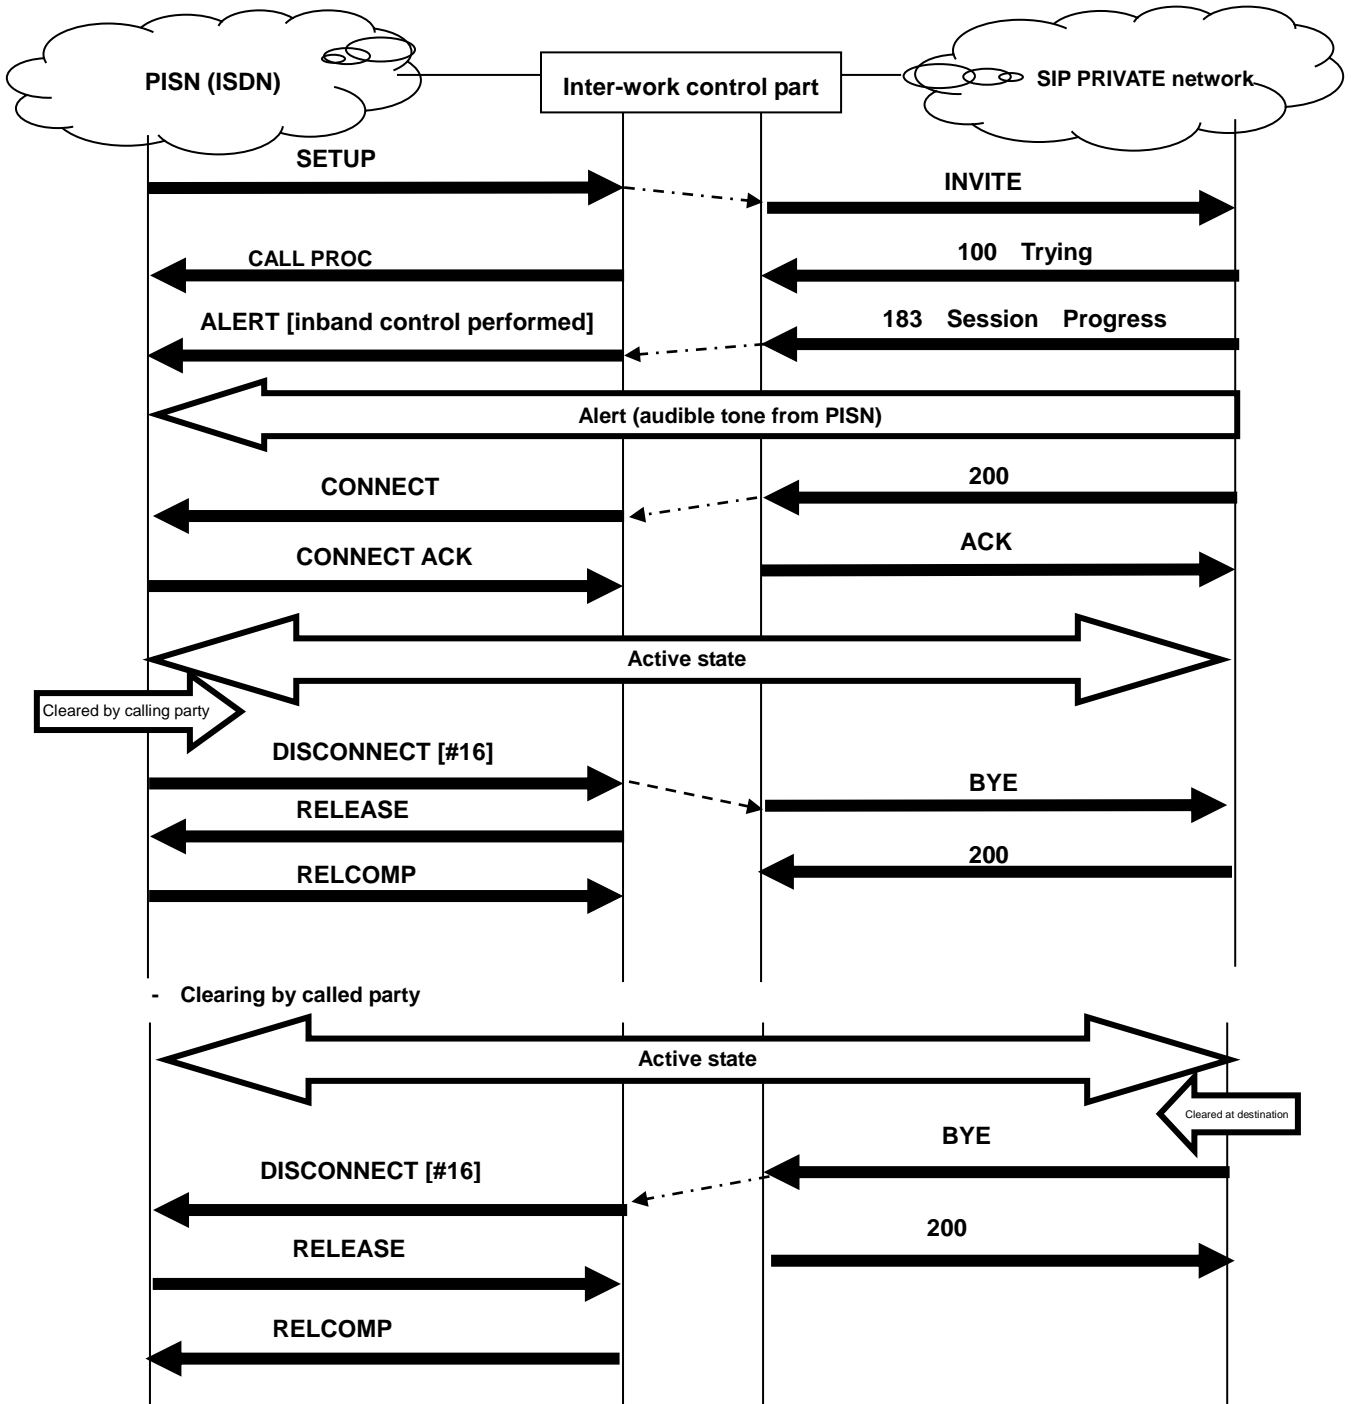 PISN (ISDN)
Inter-work control part
SIP PRIVATE network
SETUP
INVITE
CALL PROC
100 Trying
ALERT [inband control performed]
183 Session Progress
Alert (audible tone from PISN)
CONNECT
200
CONNECT ACK
ACK
Active state
Cleared by calling party
DISCONNECT [#16]
BYE
RELEASE
200
RELCOMP
- Clearing by called party
Active state
Cleared at destination
BYE
DISCONNECT [#16]
200
RELEASE
RELCOMP